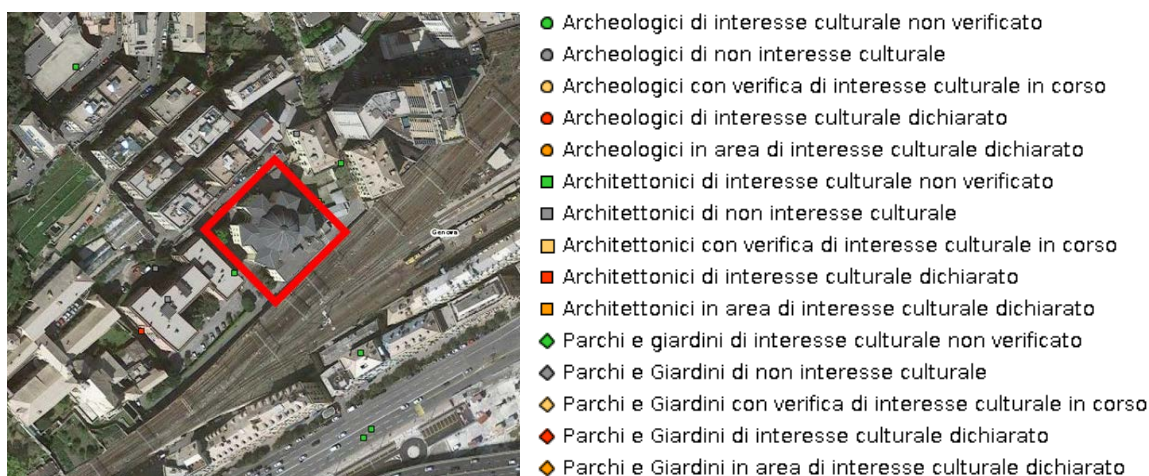 Archeologici di interesse culturale non verificato
Archeologici di non interesse culturale
Archeologici con verifica di interesse culturale in corso
Archeologici di interesse culturale dichiarato
Archeologici in area di interesse culturale dichiarato
Architettonici di interesse culturale non verificato
Architettonici di non interesse culturale
Architettonici con verifica di interesse culturale in corso
Architettonici di interesse culturale dichiarato
Architettonici in area di interesse culturale dichiarato
Parchi e giardini di interesse culturale non verificato
Parchi e Giardini di non interesse culturale
Parchi e Giardini con verifica di interesse culturale in corso
Parchi e Giardini di interesse culturale dichiarato
Parchi e Giardini in area di interesse culturale dichiarato
Genova